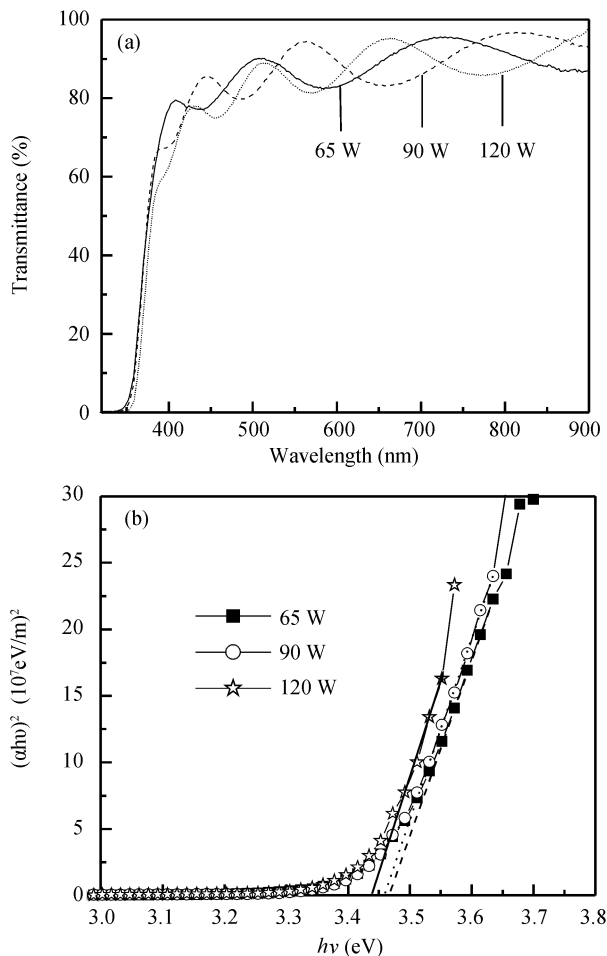 100
(a)
80
60
40
20
0
Transmittance (%)
65 W
90 W
120 W
400 500 600 700 800 900
Wavelength (nm)
30
(b)
25
20
15
10
5
0
(αhυ)² (10⁷eV/m)²
65 W
90 W
120 W
3.0 3.1 3.2 3.3 3.4 3.5 3.6 3.7 3.8
hv (eV)